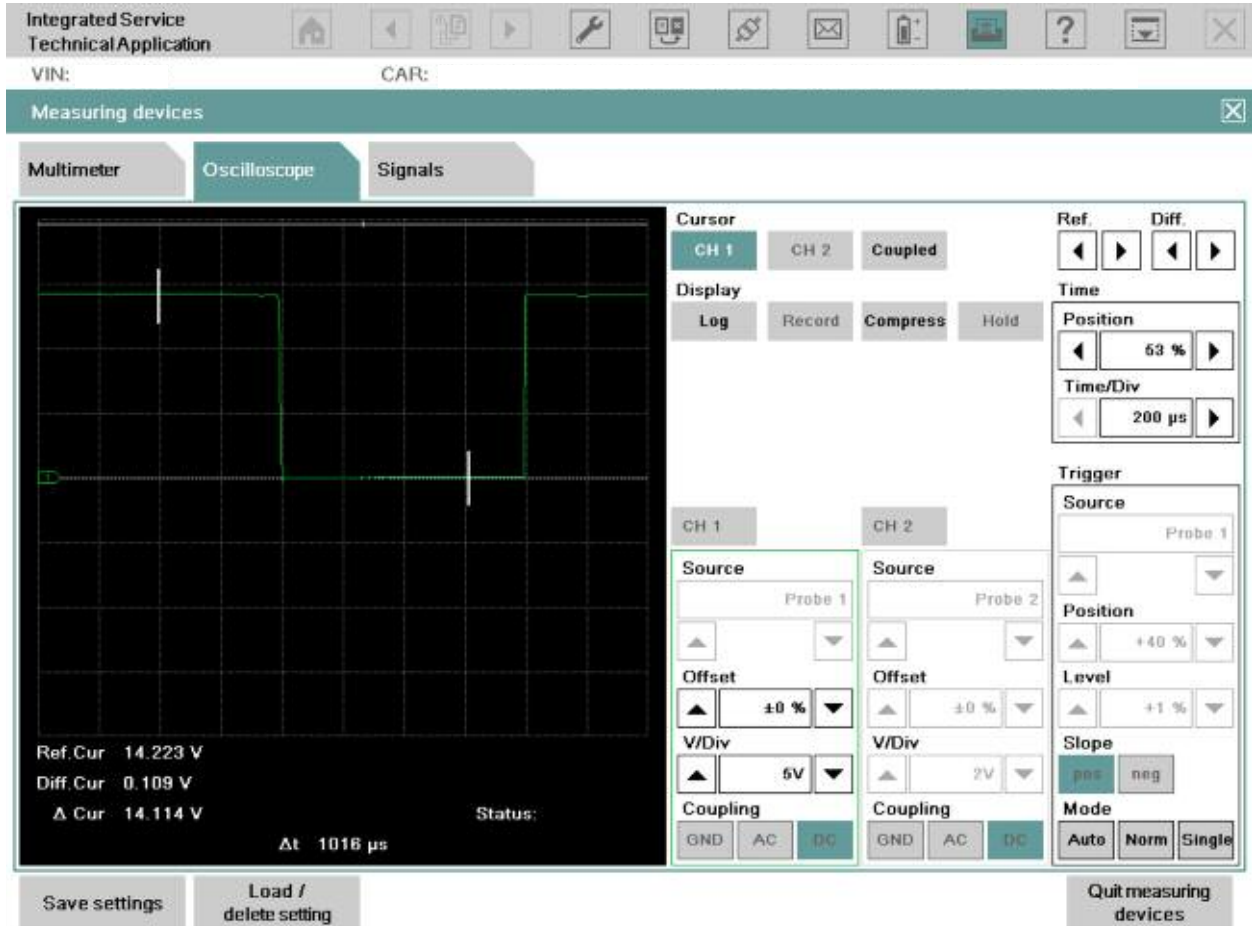 Integrated Service
Technical Application
?
VIN:
CAR:
Measuring devices
Multimeter
Oscilloscope
Signals
1
Ref.Cur 14.223 V
Diff.Cur 0.109 V
Δ Cur 14.114 V
Status:
Δt 1016 µs
Cursor
CH 1
CH 2
Coupled
Display
Log
Record
Compress
Hold
Ref.
Diff.
Time
Position
53 %
Time/Div
200 µs
Trigger
Source
Probe 1
Position
+40 %
Level
+1 %
Slope
pos
neg
Mode
Auto
Norm
Single
CH 1
Source
Probe 1
Offset
±0 %
V/Div
5V
Coupling
GND
AC
DC
CH 2
Source
Probe 2
Offset
±0 %
V/Div
2V
Coupling
GND
AC
DC
Save settings
Load /
delete setting
Quit measuring
devices